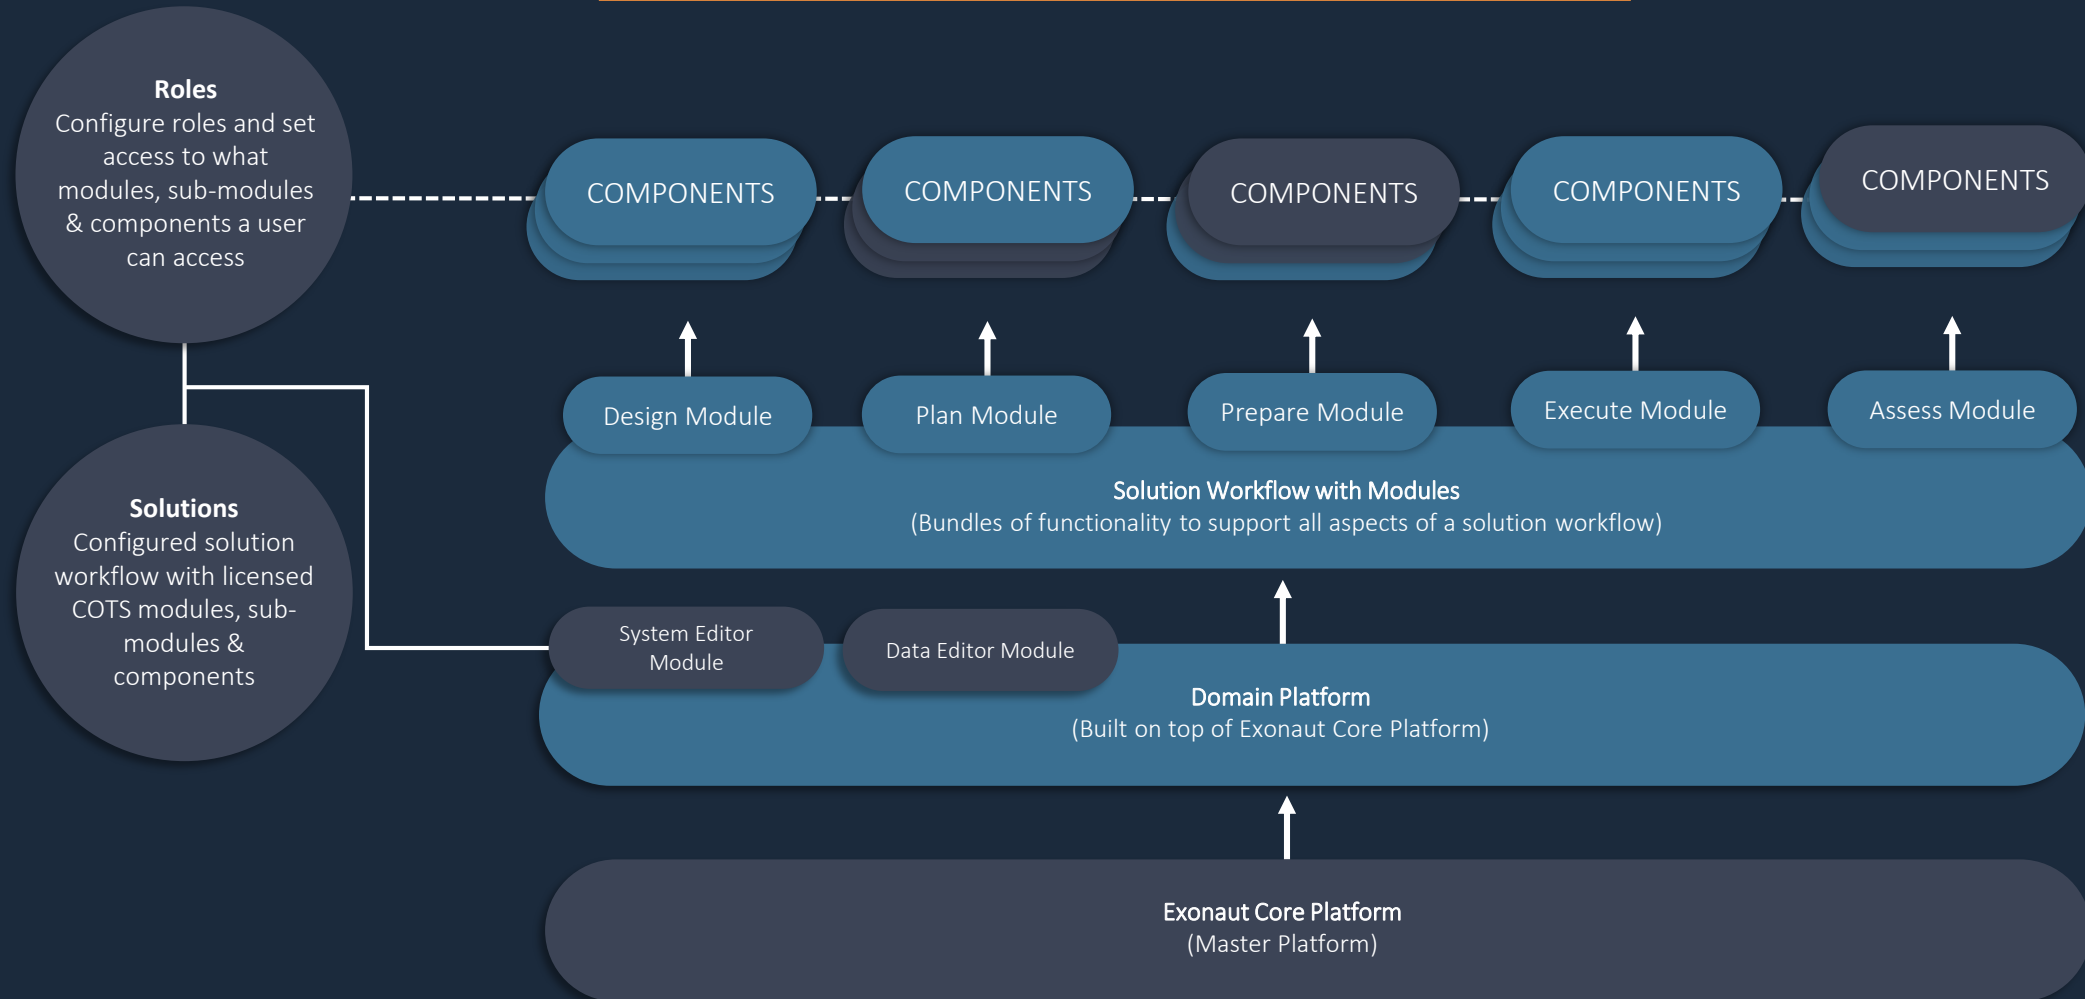 Roles
Configure roles and set
access to what
modules, sub-modules
& components a user
can access
COMPONENTS
COMPONENTS
COMPONENTS
COMPONENTS
COMPONENTS
Design Module
Plan Module
Prepare Module
Execute Module
Assess Module
Solution Workflow with Modules
(Bundles of functionality to support all aspects of a solution workflow)
Solutions
Configured solution
workflow with licensed
COTS modules, sub-
modules &
components
System Editor
Module
Data Editor Module
Domain Platform
(Built on top of Exonaut Core Platform)
Exonaut Core Platform
(Master Platform)